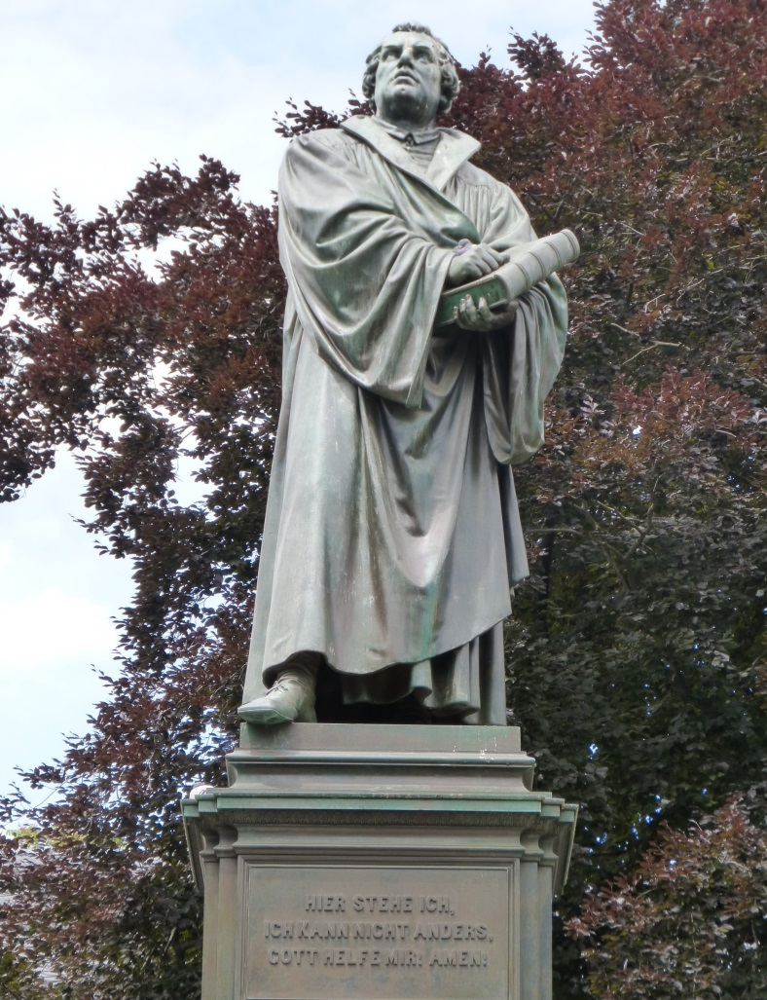 HIER STEHE ICH,
ICH KANN NICHT ANDERS,
GOTT HELFE MIR! AMEN!